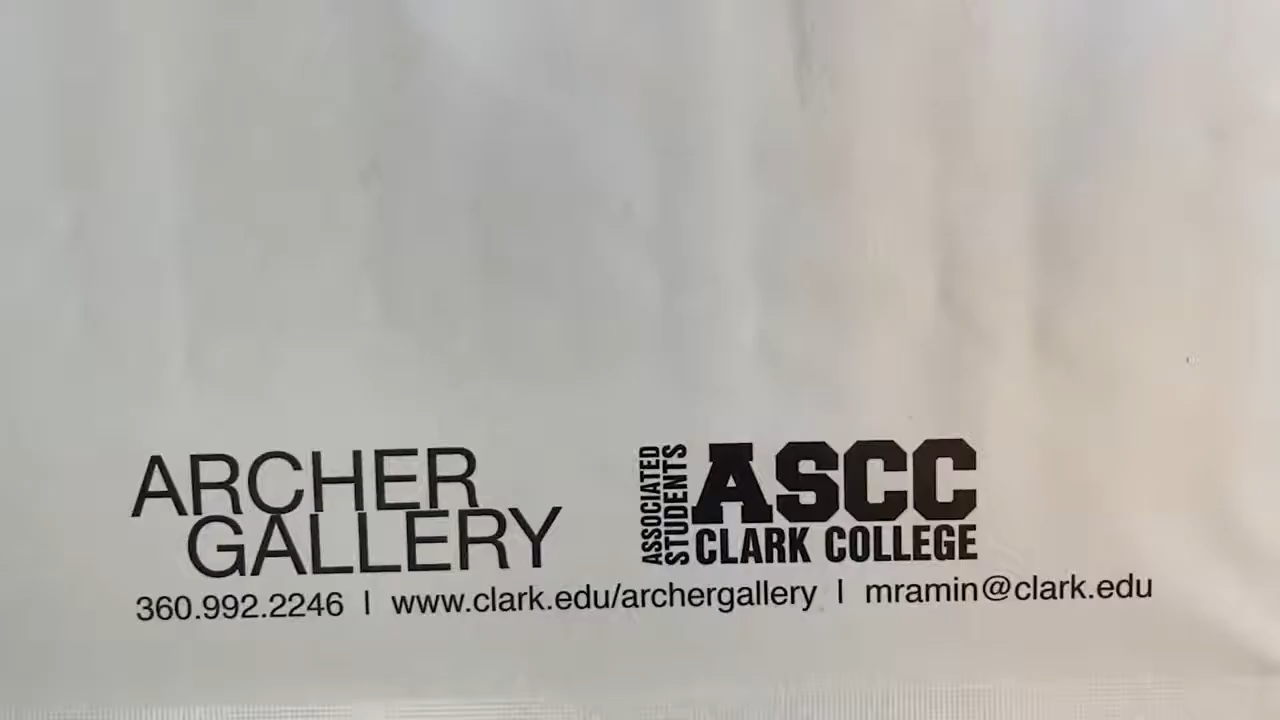 ARCHER
GALLERY
ASSOCIATED
STUDENTS
ASCC
CLARK COLLEGE
360.992.2246 | www.clark.edu/archergallery | mramin@clark.edu